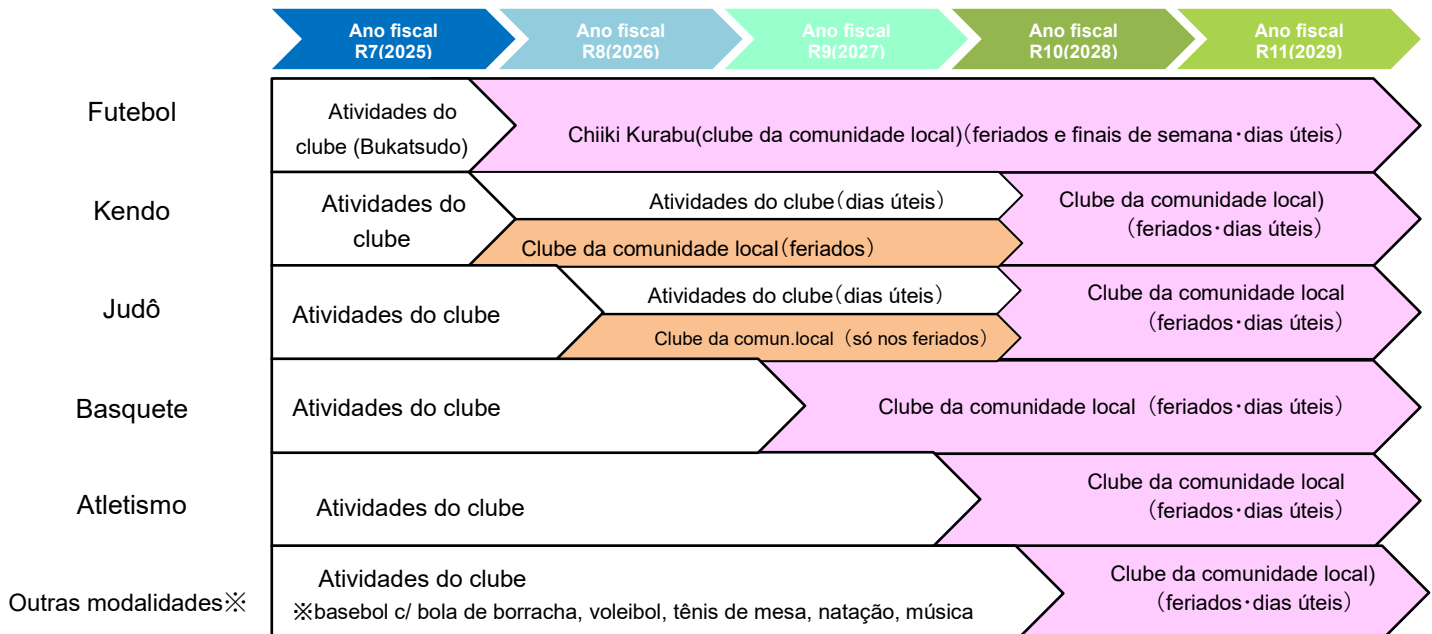 Ano fiscal
R7(2025)
Ano fiscal
R8(2026)
Ano fiscal
R9(2027)
Ano fiscal
R10(2028)
Ano fiscal
R11(2029)
Futebol
Atividades do
clube (Bukatsudo)
Chiiki Kurabu(clube da comunidade local)(feriados e finais de semana･dias úteis)
Kendo
Atividades do
clube
Atividades do clube(dias úteis)
Clube da comunidade local(feriados)
Clube da comunidade local)
(feriados･dias úteis)
Judô
Atividades do clube
Atividades do clube(dias úteis)
Clube da comun.local（só nos feriados）
Clube da comunidade local
(feriados･dias úteis)
Basquete
Atividades do clube
Clube da comunidade local（feriados･dias úteis）
Atletismo
Atividades do clube
Clube da comunidade local
(feriados･dias úteis)
Outras modalidades※
Atividades do clube
※basebol c/ bola de borracha, voleibol, tênis de mesa, natação, música
Clube da comunidade local)
(feriados･dias úteis)